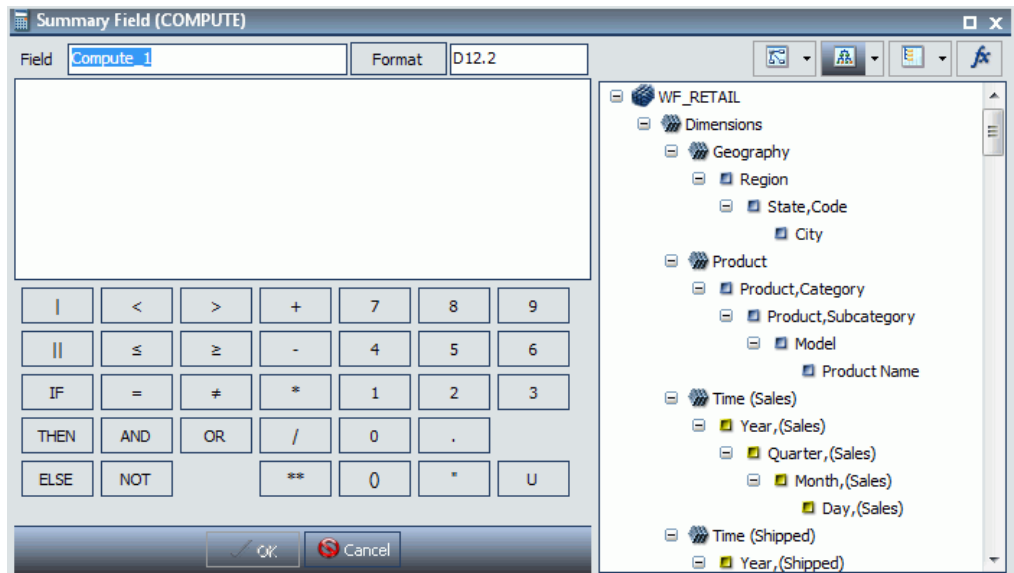 Summary Field (COMPUTE)
Field Compute_1 Format D12.2
fx
WF_RETAIL
Dimensions
Geography
Region
State,Code
City
Product
Product,Category
Product,Subcategory
Model
Product Name
Time (Sales)
Year,(Sales)
Quarter,(Sales)
Month,(Sales)
Day,(Sales)
Time (Shipped)
Year,(Shipped)
| < > + 7 8 9
|| ≤ ≥ - 4 5 6
IF = ≠ * 1 2 3
THEN AND OR / 0 .
ELSE NOT ** () " U
OK Cancel